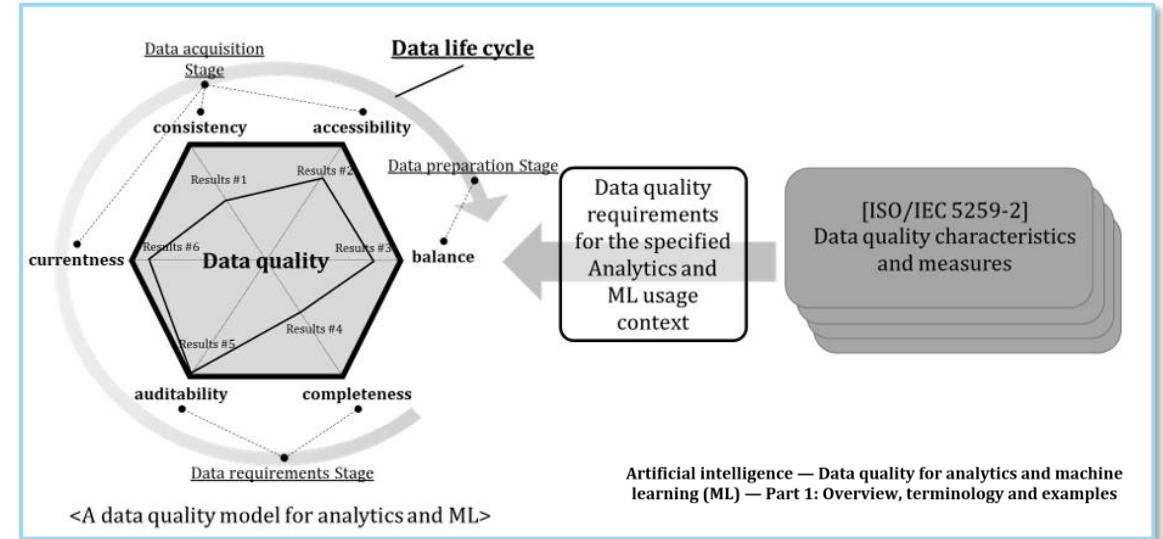 Data acquisition
Stage
Data life cycle
consistency
accessibility
Data preparation Stage
Results #1
Results #2
Results #6
Results #3
currentness
Data quality
balance
Results #4
Results #5
auditability
completeness
Data requirements Stage
<A data quality model for analytics and ML>
Data quality
requirements
for the specified
Analytics and
ML usage
context
[ISO/IEC 5259-2]
Data quality characteristics
and measures
Artificial intelligence — Data quality for analytics and machine
learning (ML) — Part 1: Overview, terminology and examples